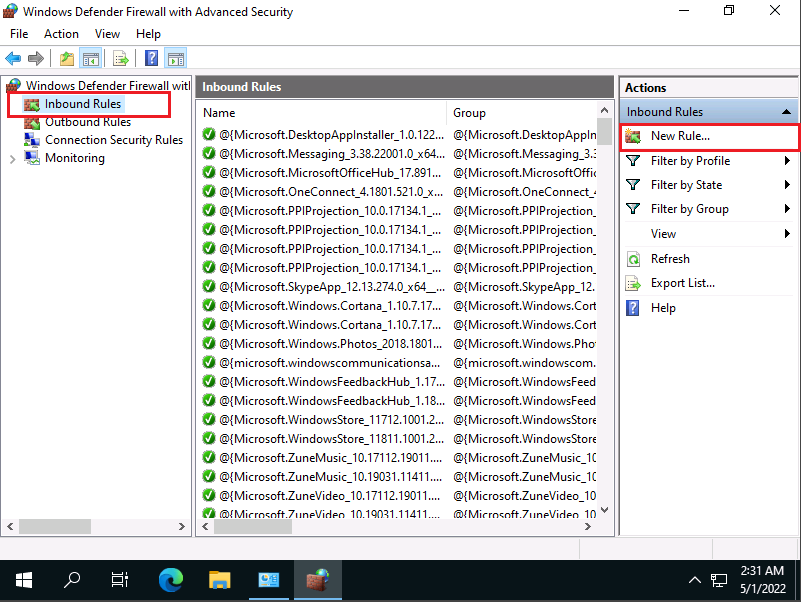 Windows Defender Firewall with Advanced Security
File Action View Help
Windows Defender Firewall with
Inbound Rules
Outbound Rules
Connection Security Rules
Monitoring
Inbound Rules
Name Group
@{Microsoft.DesktopAppInstaller_1.0.122... @{Microsoft.DesktopAppIn
@{Microsoft.Messaging_3.38.22001.0_x64... @{Microsoft.Messaging_3.3
@{Microsoft.MicrosoftOfficeHub_17.891... @{Microsoft.MicrosoftOffic
@{Microsoft.OneConnect_4.1801.521.0_x... @{Microsoft.OneConnect_4
@{Microsoft.PPIProjection_10.0.17134.1_... @{Microsoft.PPIProjection_
@{Microsoft.PPIProjection_10.0.17134.1_... @{Microsoft.PPIProjection_
@{Microsoft.PPIProjection_10.0.17134.1_... @{Microsoft.PPIProjection_
@{Microsoft.PPIProjection_10.0.17134.1_... @{Microsoft.PPIProjection_
@{Microsoft.SkypeApp_12.13.274.0_x64__... @{Microsoft.SkypeApp_12.
@{Microsoft.Windows.Cortana_1.10.7.17... @{Microsoft.Windows.Cort
@{Microsoft.Windows.Cortana_1.10.7.17... @{Microsoft.Windows.Cort
@{Microsoft.Windows.Photos_2018.1801... @{Microsoft.Windows.Phot
@{microsoft.windowscommunicationsa... @{microsoft.windowscom
@{Microsoft.WindowsFeedbackHub_1.17... @{Microsoft.WindowsFeed
@{Microsoft.WindowsFeedbackHub_1.18... @{Microsoft.WindowsFeed
@{Microsoft.WindowsStore_11712.1001.2... @{Microsoft.WindowsStore
@{Microsoft.WindowsStore_11811.1001.2... @{Microsoft.WindowsStore
@{Microsoft.ZuneMusic_10.17112.19011.... @{Microsoft.ZuneMusic_10
@{Microsoft.ZuneMusic_10.19031.11411.... @{Microsoft.ZuneMusic_10
@{Microsoft.ZuneVideo_10.17112.19011.... @{Microsoft.ZuneVideo_10
@{Microsoft.ZuneVideo_10.19031.11411.... @{Microsoft.ZuneVideo_10
Actions
Inbound Rules
New Rule...
Filter by Profile
Filter by State
Filter by Group
View
Refresh
Export List...
Help
2:31 AM
5/1/2022